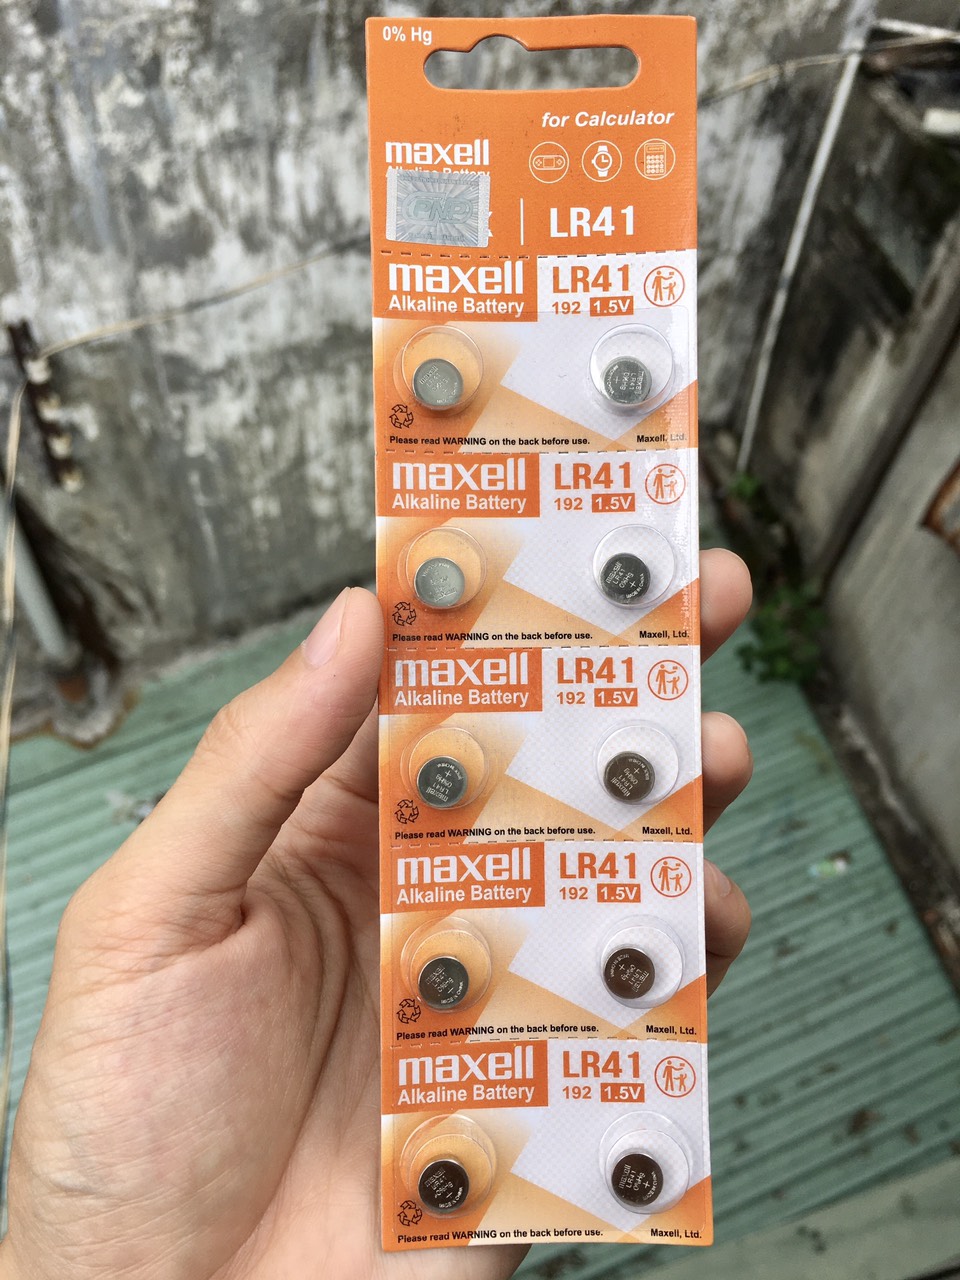 0% Hg
for Calculator
maxell
Alkaline Battery
LR41
maxell LR41
Alkaline Battery 192 1.5V
Please read WARNING on the back before use. Maxell, Ltd.
maxell LR41
Alkaline Battery 192 1.5V
Please read WARNING on the back before use. Maxell, Ltd.
maxell LR41
Alkaline Battery 192 1.5V
Please read WARNING on the back before use. Maxell, Ltd.
maxell LR41
Alkaline Battery 192 1.5V
Please read WARNING on the back before use. Maxell, Ltd.
maxell LR41
Alkaline Battery 192 1.5V
Please read WARNING on the back before use. Maxell, Ltd.